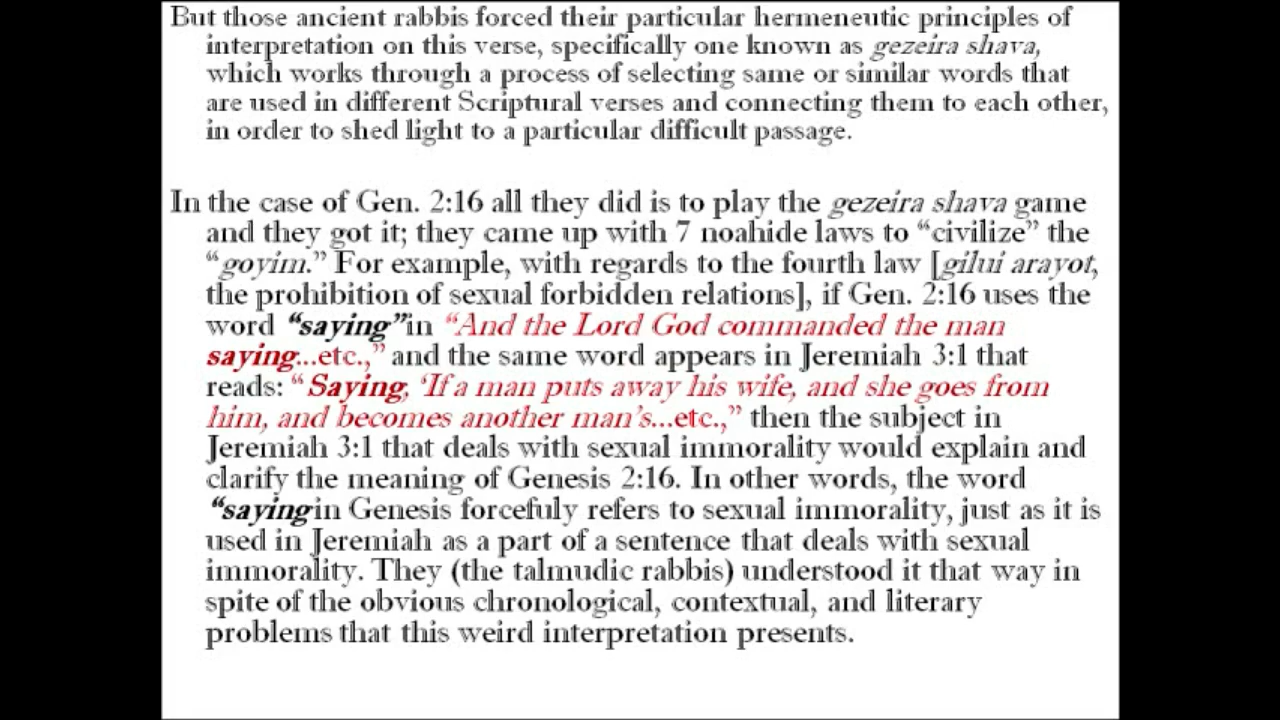 But those ancient rabbis forced their particular hermeneutic principles of
interpretation on this verse, specifically one known as gezeira shava,
which works through a process of selecting same or similar words that
are used in different Scriptural verses and connecting them to each other,
in order to shed light to a particular difficult passage.
In the case of Gen. 2:16 all they did is to play the gezeira shava game
and they got it; they came up with 7 noahide laws to “civilize” the
“goyim.” For example, with regards to the fourth law [gilui arayot,
the prohibition of sexual forbidden relations], if Gen. 2:16 uses the
word “saying”in “And the Lord God commanded the man
saying...etc.,” and the same word appears in Jeremiah 3:1 that
reads: “Saying, ‘If a man puts away his wife, and she goes from
him, and becomes another man’s...etc.,” then the subject in
Jeremiah 3:1 that deals with sexual immorality would explain and
clarify the meaning of Genesis 2:16. In other words, the word
“saying in Genesis forcefuly refers to sexual immorality, just as it is
used in Jeremiah as a part of a sentence that deals with sexual
immorality. They (the talmudic rabbis) understood it that way in
spite of the obvious chronological, contextual, and literary
problems that this weird interpretation presents.